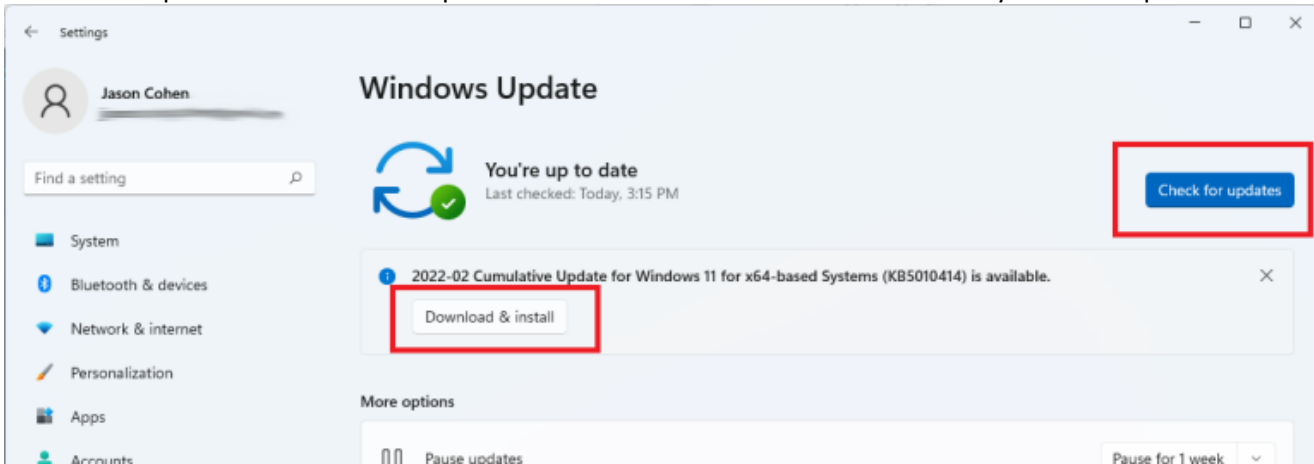 Settings
Jason Cohen
Windows Update
You're up to date
Last checked: Today, 3:15 PM
Check for updates
Find a setting
System
2022-02 Cumulative Update for Windows 11 for x64-based Systems (KB5010414) is available.
Bluetooth & devices
Download & install
Network & internet
Personalization
More options
Apps
Pause updates
Pause for 1 week
Accounts